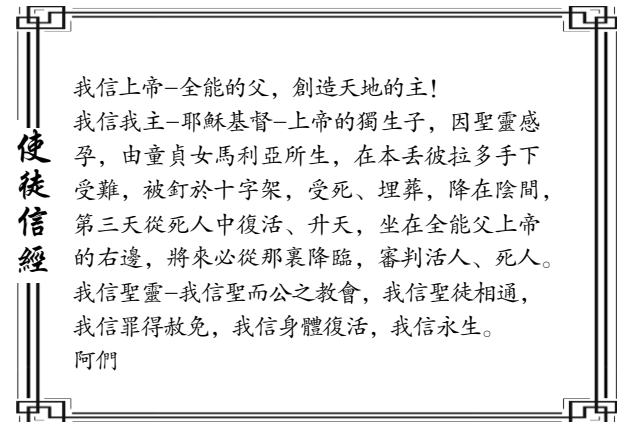 使徒信經
我信上帝–全能的父，創造天地的主！
我信我主–耶穌基督–上帝的獨生子，因聖靈感
孕，由童貞女馬利亞所生，在本丟彼拉多手下
受難，被釘於十字架，受死、埋葬，降在陰間，
第三天從死人中復活、升天，坐在全能父上帝
的右邊，將來必從那裏降臨，審判活人、死人。
我信聖靈–我信聖而公之教會，我信聖徒相通，
我信罪得赦免，我信身體復活，我信永生。
阿們